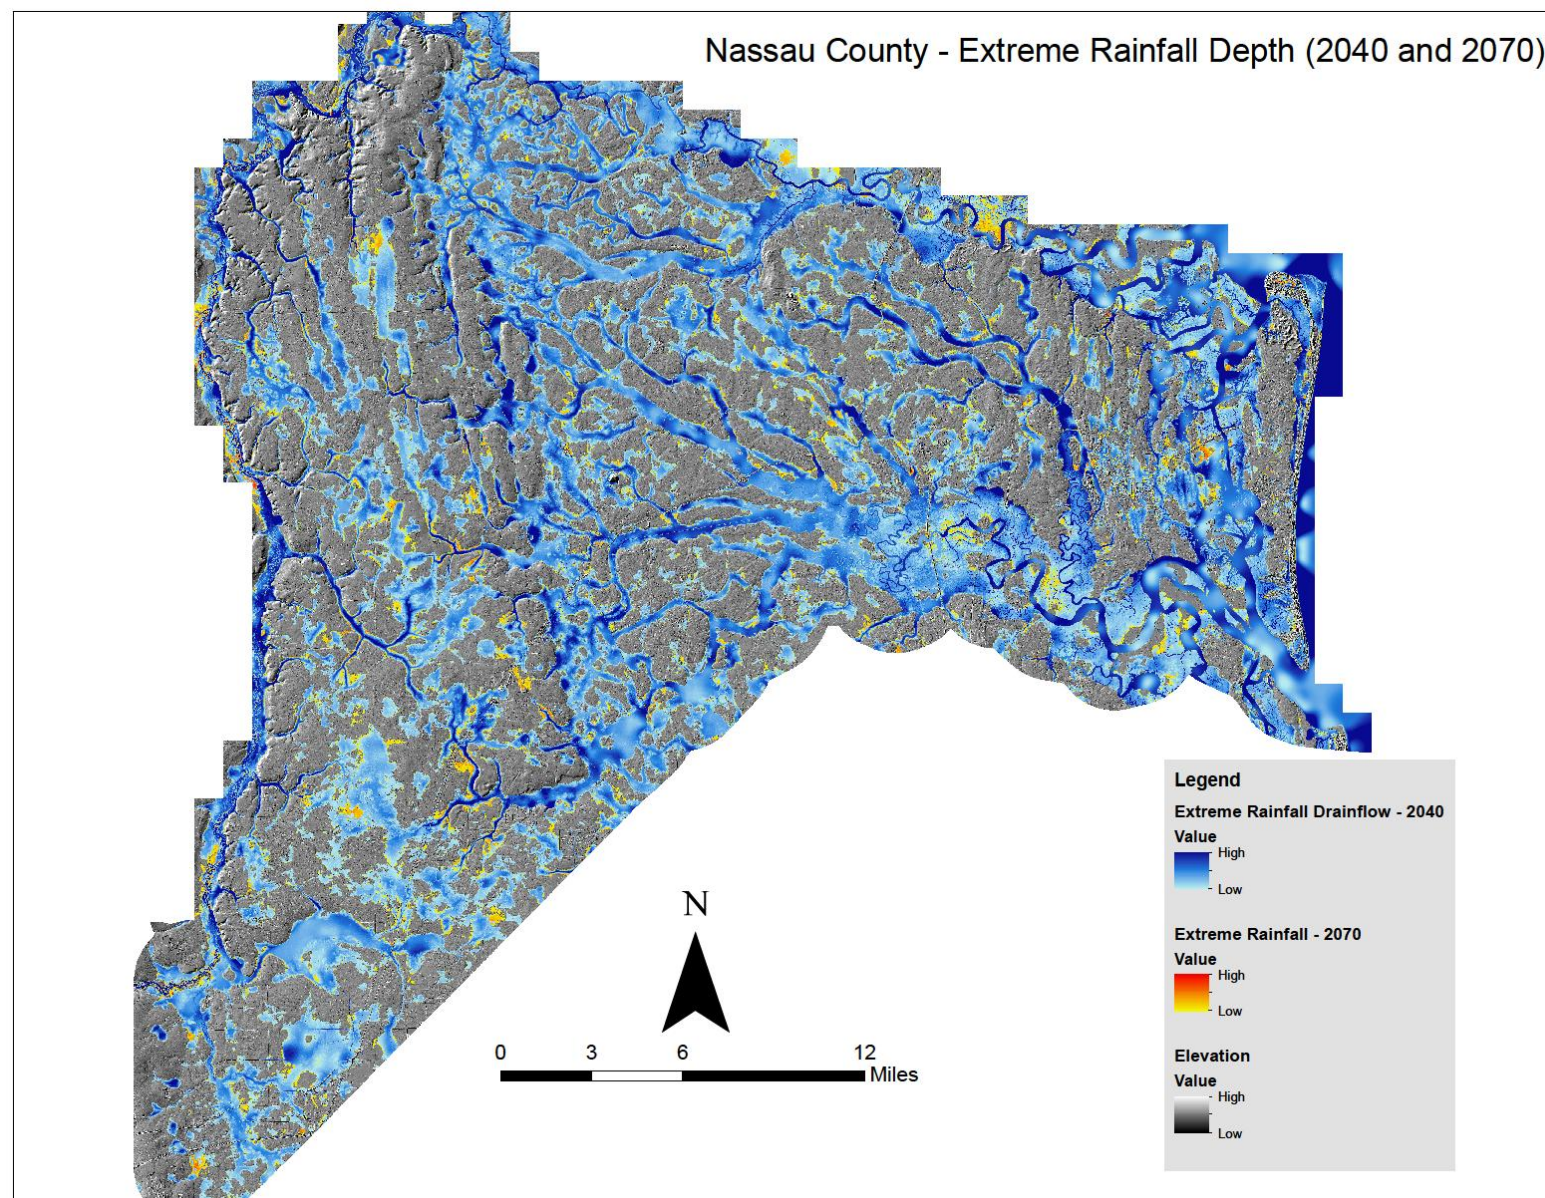 Nassau County - Extreme Rainfall Depth (2040 and 2070)
Legend
Extreme Rainfall Drainflow - 2040
Value
High
Low
Extreme Rainfall - 2070
Value
High
Low
Elevation
Value
High
Low
N
0 3 6 12
Miles